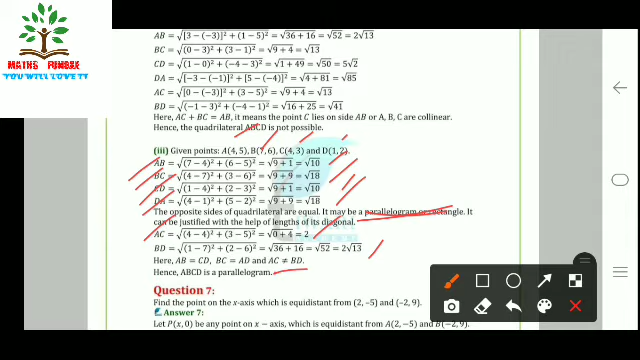 MATHS FUNBEE
YOU WIN TOWIN
AB = √[3 − (−3)]² + (1 − 5)² = √36 + 16 = √52 = 2√13
BC = √(0 − 3)² + (3 − 1)² = √9 + 4 = √13
CD = √(1 − 0)² + (−4 − 3)² = √1 + 49 = √50 = 5√2
DA = √[−3 − (−1)]² + [5 − (−4)]² = √4 + 81 = √85
AC = √[0 − (−3)]² + (3 − 5)² = √9 + 4 = √13
BD = √(−1 − 3)² + (−4 − 1)² = √16 + 25 = √41
Here, AC + BC = AB, it means the point C lies on side AB or A, B, C are collinear.
Hence, the quadrilateral ABCD is not possible.
(iii) Given points: A(4, 5), B(7, 6), C(4, 3) and D(1, 2).
AB = √(7 − 4)² + (6 − 5)² = √9 + 1 = √10
BC = √(4 − 7)² + (3 − 6)² = √9 + 9 = √18
CD = √(1 − 4)² + (2 − 3)² = √9 + 1 = √10
DA = √(4 − 1)² + (5 − 2)² = √9 + 9 = √18
The opposite sides of quadrilateral are equal. It may be a parallelogram or rectangle. It
can be justified with the help of lengths of its diagonal.
AC = √(4 − 4)² + (3 − 5)² = √0 + 4 = 2
BD = √(1 − 7)² + (2 − 6)² = √36 + 16 = √52 = 2√13
Here, AB = CD, BC = AD and AC ≠ BD.
Hence, ABCD is a parallelogram.
Question 7:
Find the point on the x-axis which is equidistant from (2, −5) and (−2, 9).
Answer 7:
Let P(x, 0) be any point on x − axis, which is equidistant from A(2, −5) and B(−2, 9).